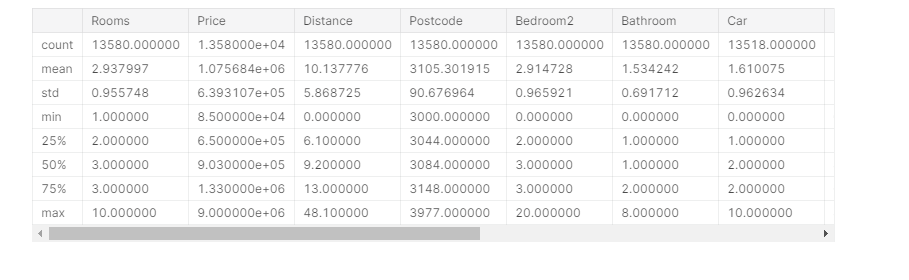 Rooms Price Distance Postcode Bedroom2 Bathroom Car
count 13580.000000 1.358000e+04 13580.000000 13580.000000 13580.000000 13580.000000 13518.000000
mean 2.937997 1.075684e+06 10.137776 3105.301915 2.914728 1.534242 1.610075
std 0.955748 6.393107e+05 5.868725 90.676964 0.965921 0.691712 0.962634
min 1.000000 8.500000e+04 0.000000 3000.000000 0.000000 0.000000 0.000000
25% 2.000000 6.500000e+05 6.100000 3044.000000 2.000000 1.000000 1.000000
50% 3.000000 9.030000e+05 9.200000 3084.000000 3.000000 1.000000 2.000000
75% 3.000000 1.330000e+06 13.000000 3148.000000 3.000000 2.000000 2.000000
max 10.000000 9.000000e+06 48.100000 3977.000000 20.000000 8.000000 10.000000